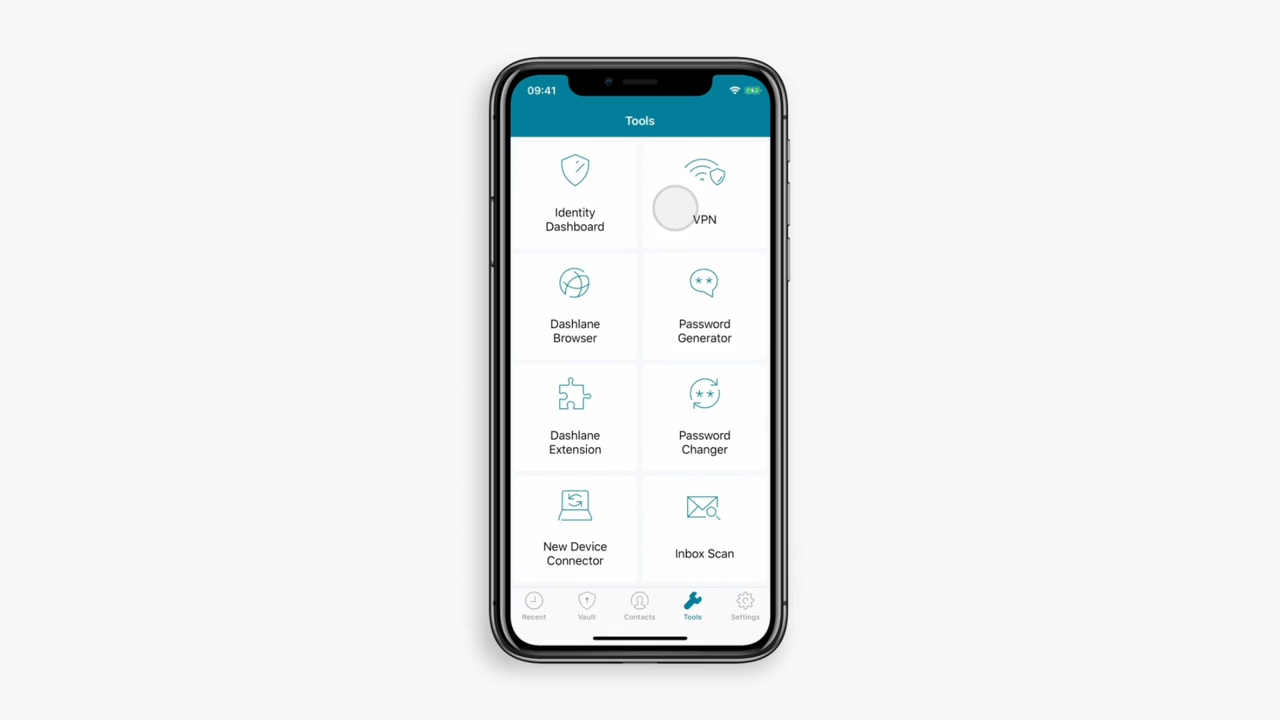 09:41
Tools
Identity
Dashboard
VPN
Dashlane
Browser
Password
Generator
Dashlane
Extension
Password
Changer
New Device
Connector
Inbox Scan
Recent
Vault
Contacts
Tools
Settings